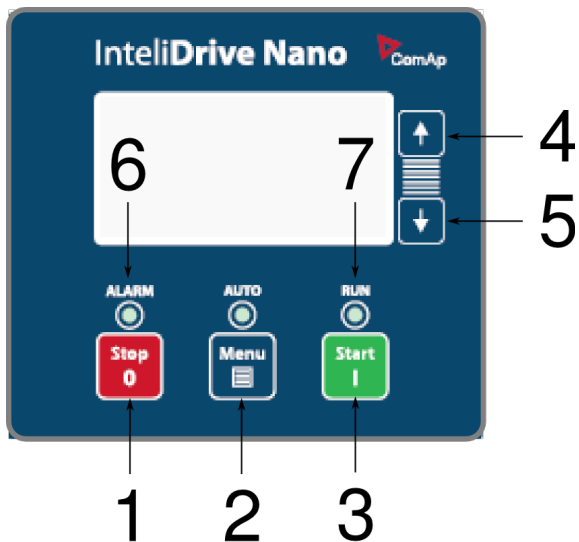 InteliDrive Nano ComAp
4
6 7
5
ALARM AUTO RUN
Stop Menu Start
0 I
1 2 3